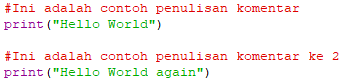 #Ini adalah contoh penulisan komentar
print("Hello World")
#Ini adalah contoh penulisan komentar ke 2
print("Hello World again")